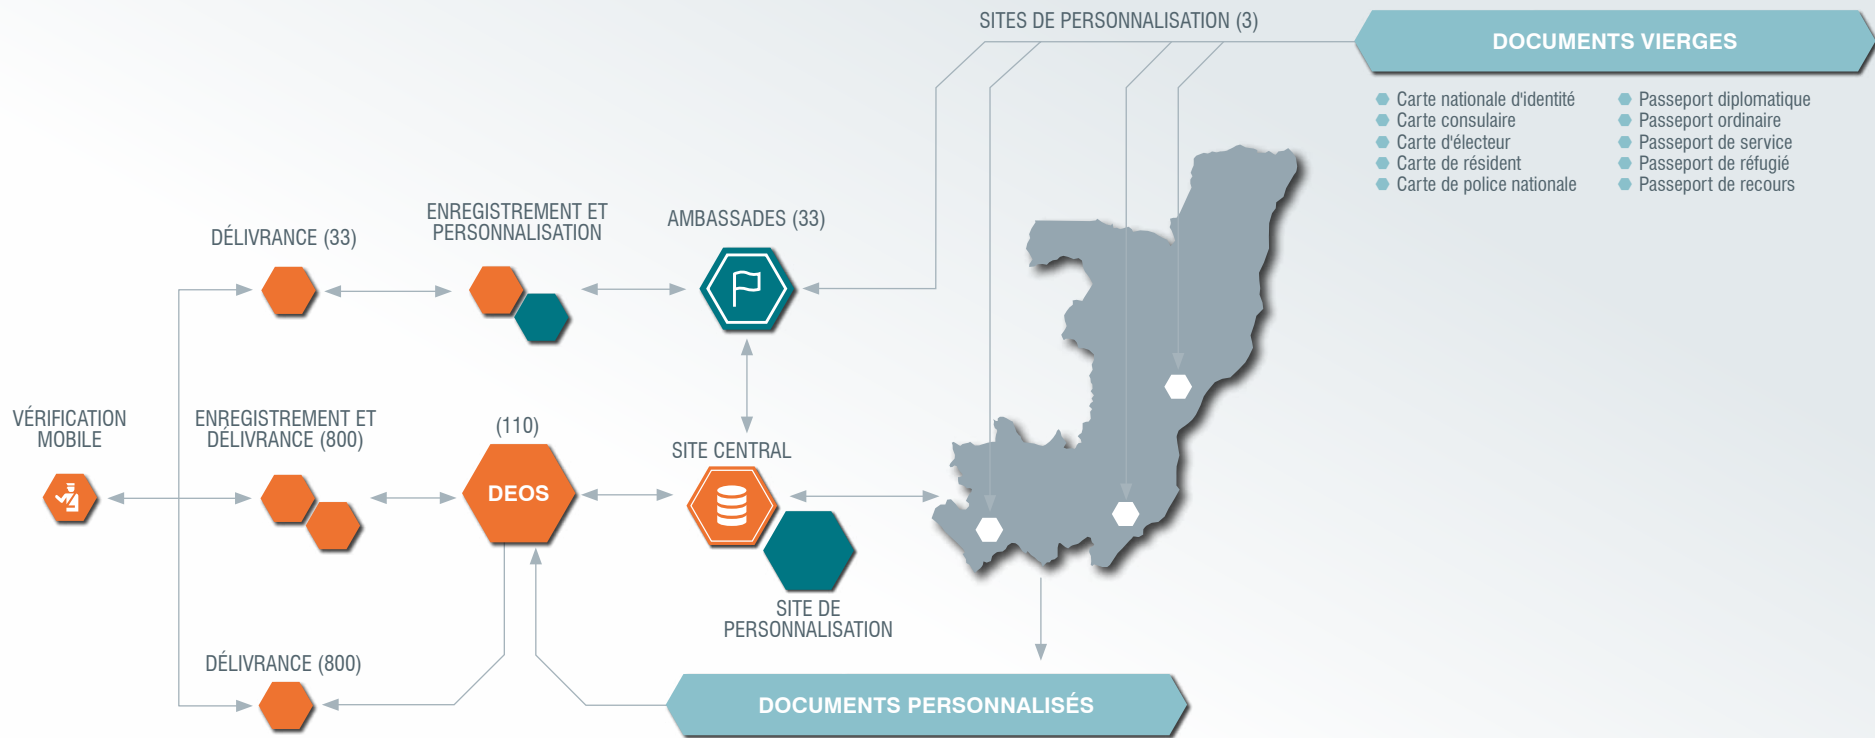 SITES DE PERSONNALISATION (3)
DOCUMENTS VIERGES
Carte nationale d'identité
Carte consulaire
Carte d'électeur
Carte de résident
Carte de police nationale
Passeport diplomatique
Passeport ordinaire
Passeport de service
Passeport de réfugié
Passeport de recours
DÉLIVRANCE (33)
ENREGISTREMENT ET
PERSONNALISATION
AMBASSADES (33)
VÉRIFICATION
MOBILE
ENREGISTREMENT ET
DÉLIVRANCE (800)
(110)
DEOS
SITE CENTRAL
SITE DE
PERSONNALISATION
DÉLIVRANCE (800)
DOCUMENTS PERSONNALISÉS